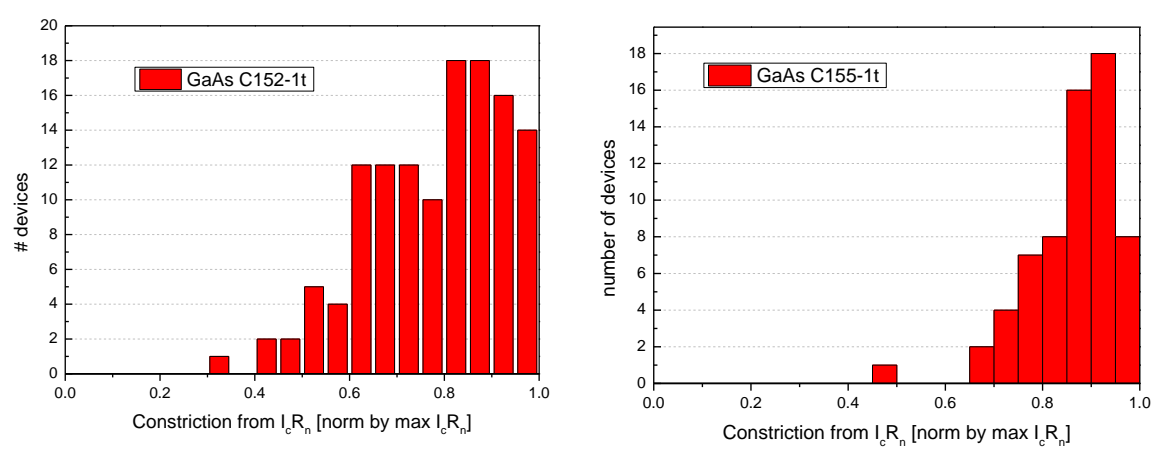 20
18
16
14
12
10
8
6
4
2
0
# devices
GaAs C152-1t
0.0 0.2 0.4 0.6 0.8 1.0
Constriction from IcRn [norm by max IcRn]
18
16
14
12
10
8
6
4
2
0
number of devices
GaAs C155-1t
0.0 0.2 0.4 0.6 0.8 1.0
Constriction from IcRn [norm by max IcRn]